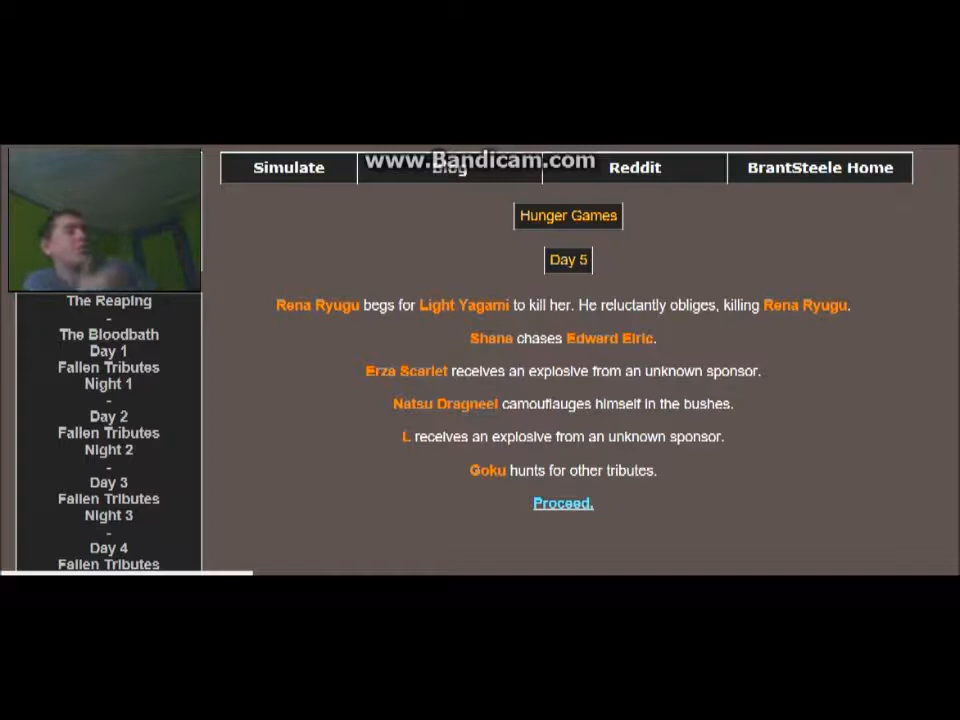 www.Bandicam.com
Simulate
Blog
Reddit
BrantSteele Home
Hunger Games
Day 5
Rena Ryugu begs for Light Yagami to kill her. He reluctantly obliges, killing Rena Ryugu.
Shana chases Edward Elric.
Erza Scarlet receives an explosive from an unknown sponsor.
Natsu Dragneel camouflauges himself in the bushes.
L receives an explosive from an unknown sponsor.
Goku hunts for other tributes.
Proceed.
The Reaping
-
The Bloodbath
Day 1
Fallen Tributes
Night 1
-
Day 2
Fallen Tributes
Night 2
-
Day 3
Fallen Tributes
Night 3
-
Day 4
Fallen Tributes